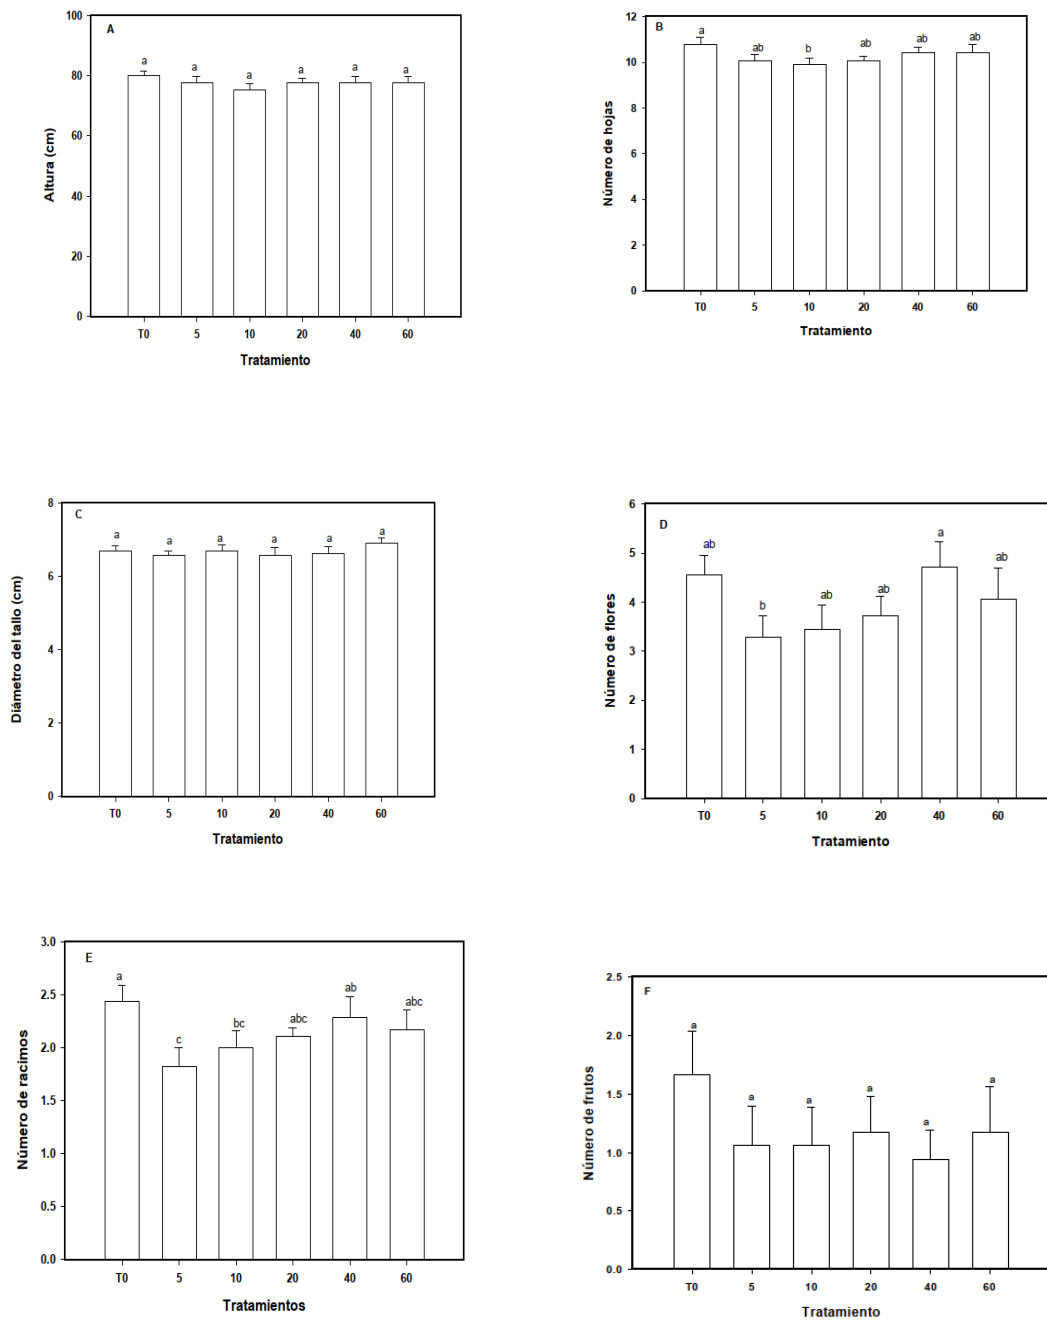 A
Altura (cm)
100
80
60
40
20
0
a a a a a a
T0 5 10 20 40 60
Tratamiento
B
Número de hojas
12
10
8
6
4
2
0
a ab b ab ab ab
T0 5 10 20 40 60
Tratamiento
C
Diámetro del tallo (cm)
8
6
4
2
0
a a a a a a
T0 5 10 20 40 60
Tratamiento
D
Número de flores
6
5
4
3
2
1
0
ab b ab ab a ab
T0 5 10 20 40 60
Tratamiento
E
Número de racimos
3.0
2.5
2.0
1.5
1.0
0.5
0.0
a c bc abc ab abc
T0 5 10 20 40 60
Tratamientos
F
Número de frutos
2.5
2.0
1.5
1.0
0.5
0.0
a a a a a a
T0 5 10 20 40 60
Tratamiento